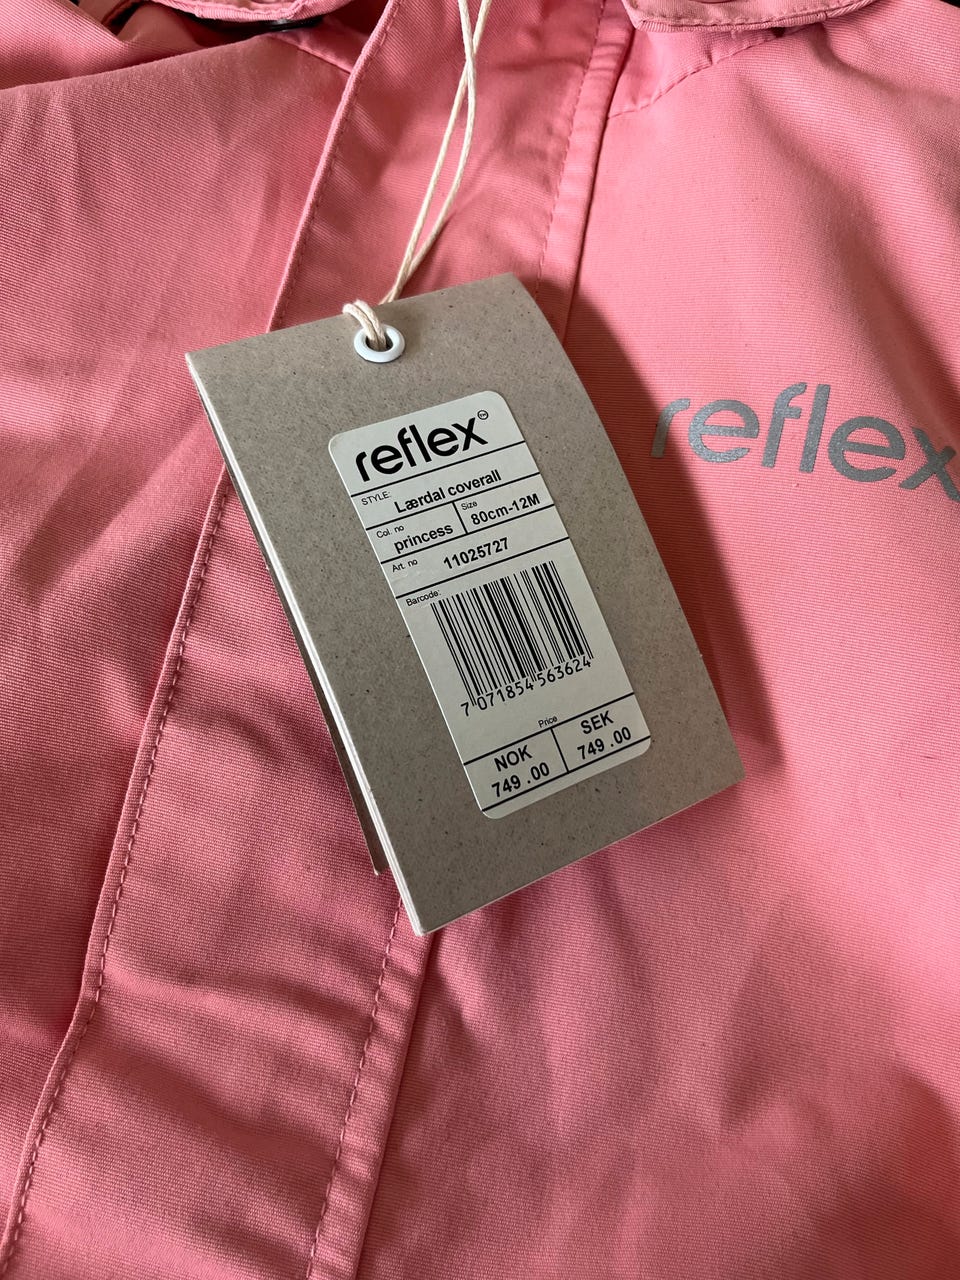 reflex™
STYLE: Lærdal coverall
Col. no princess Size 80cm-12M
Art. no 11025727
Barcode:
7 071854 563624
Price
NOK SEK
749 .00 749 .00
reflex